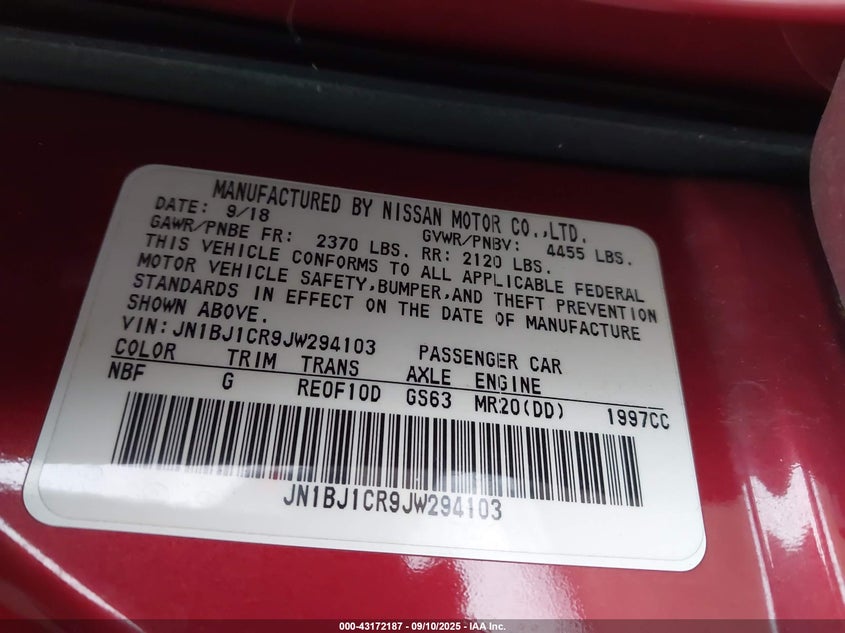 MANUFACTURED BY NISSAN MOTOR CO.,LTD.
DATE: 9/18 GVWR/PNBV: 4455 LBS.
GAWR/PNBE FR: 2370 LBS. RR: 2120 LBS.
THIS VEHICLE CONFORMS TO ALL APPLICABLE FEDERAL
MOTOR VEHICLE SAFETY,BUMPER,AND THEFT PREVENTION
STANDARDS IN EFFECT ON THE DATE OF MANUFACTURE
SHOWN ABOVE.
VIN:JN1BJ1CR9JW294103 PASSENGER CAR
COLOR TRIM TRANS AXLE ENGINE
NBF G RE0F10D GS63 MR20(DD) 1997CC
JN1BJ1CR9JW294103
000-43172187 - 09/10/2025 - IAA Inc.